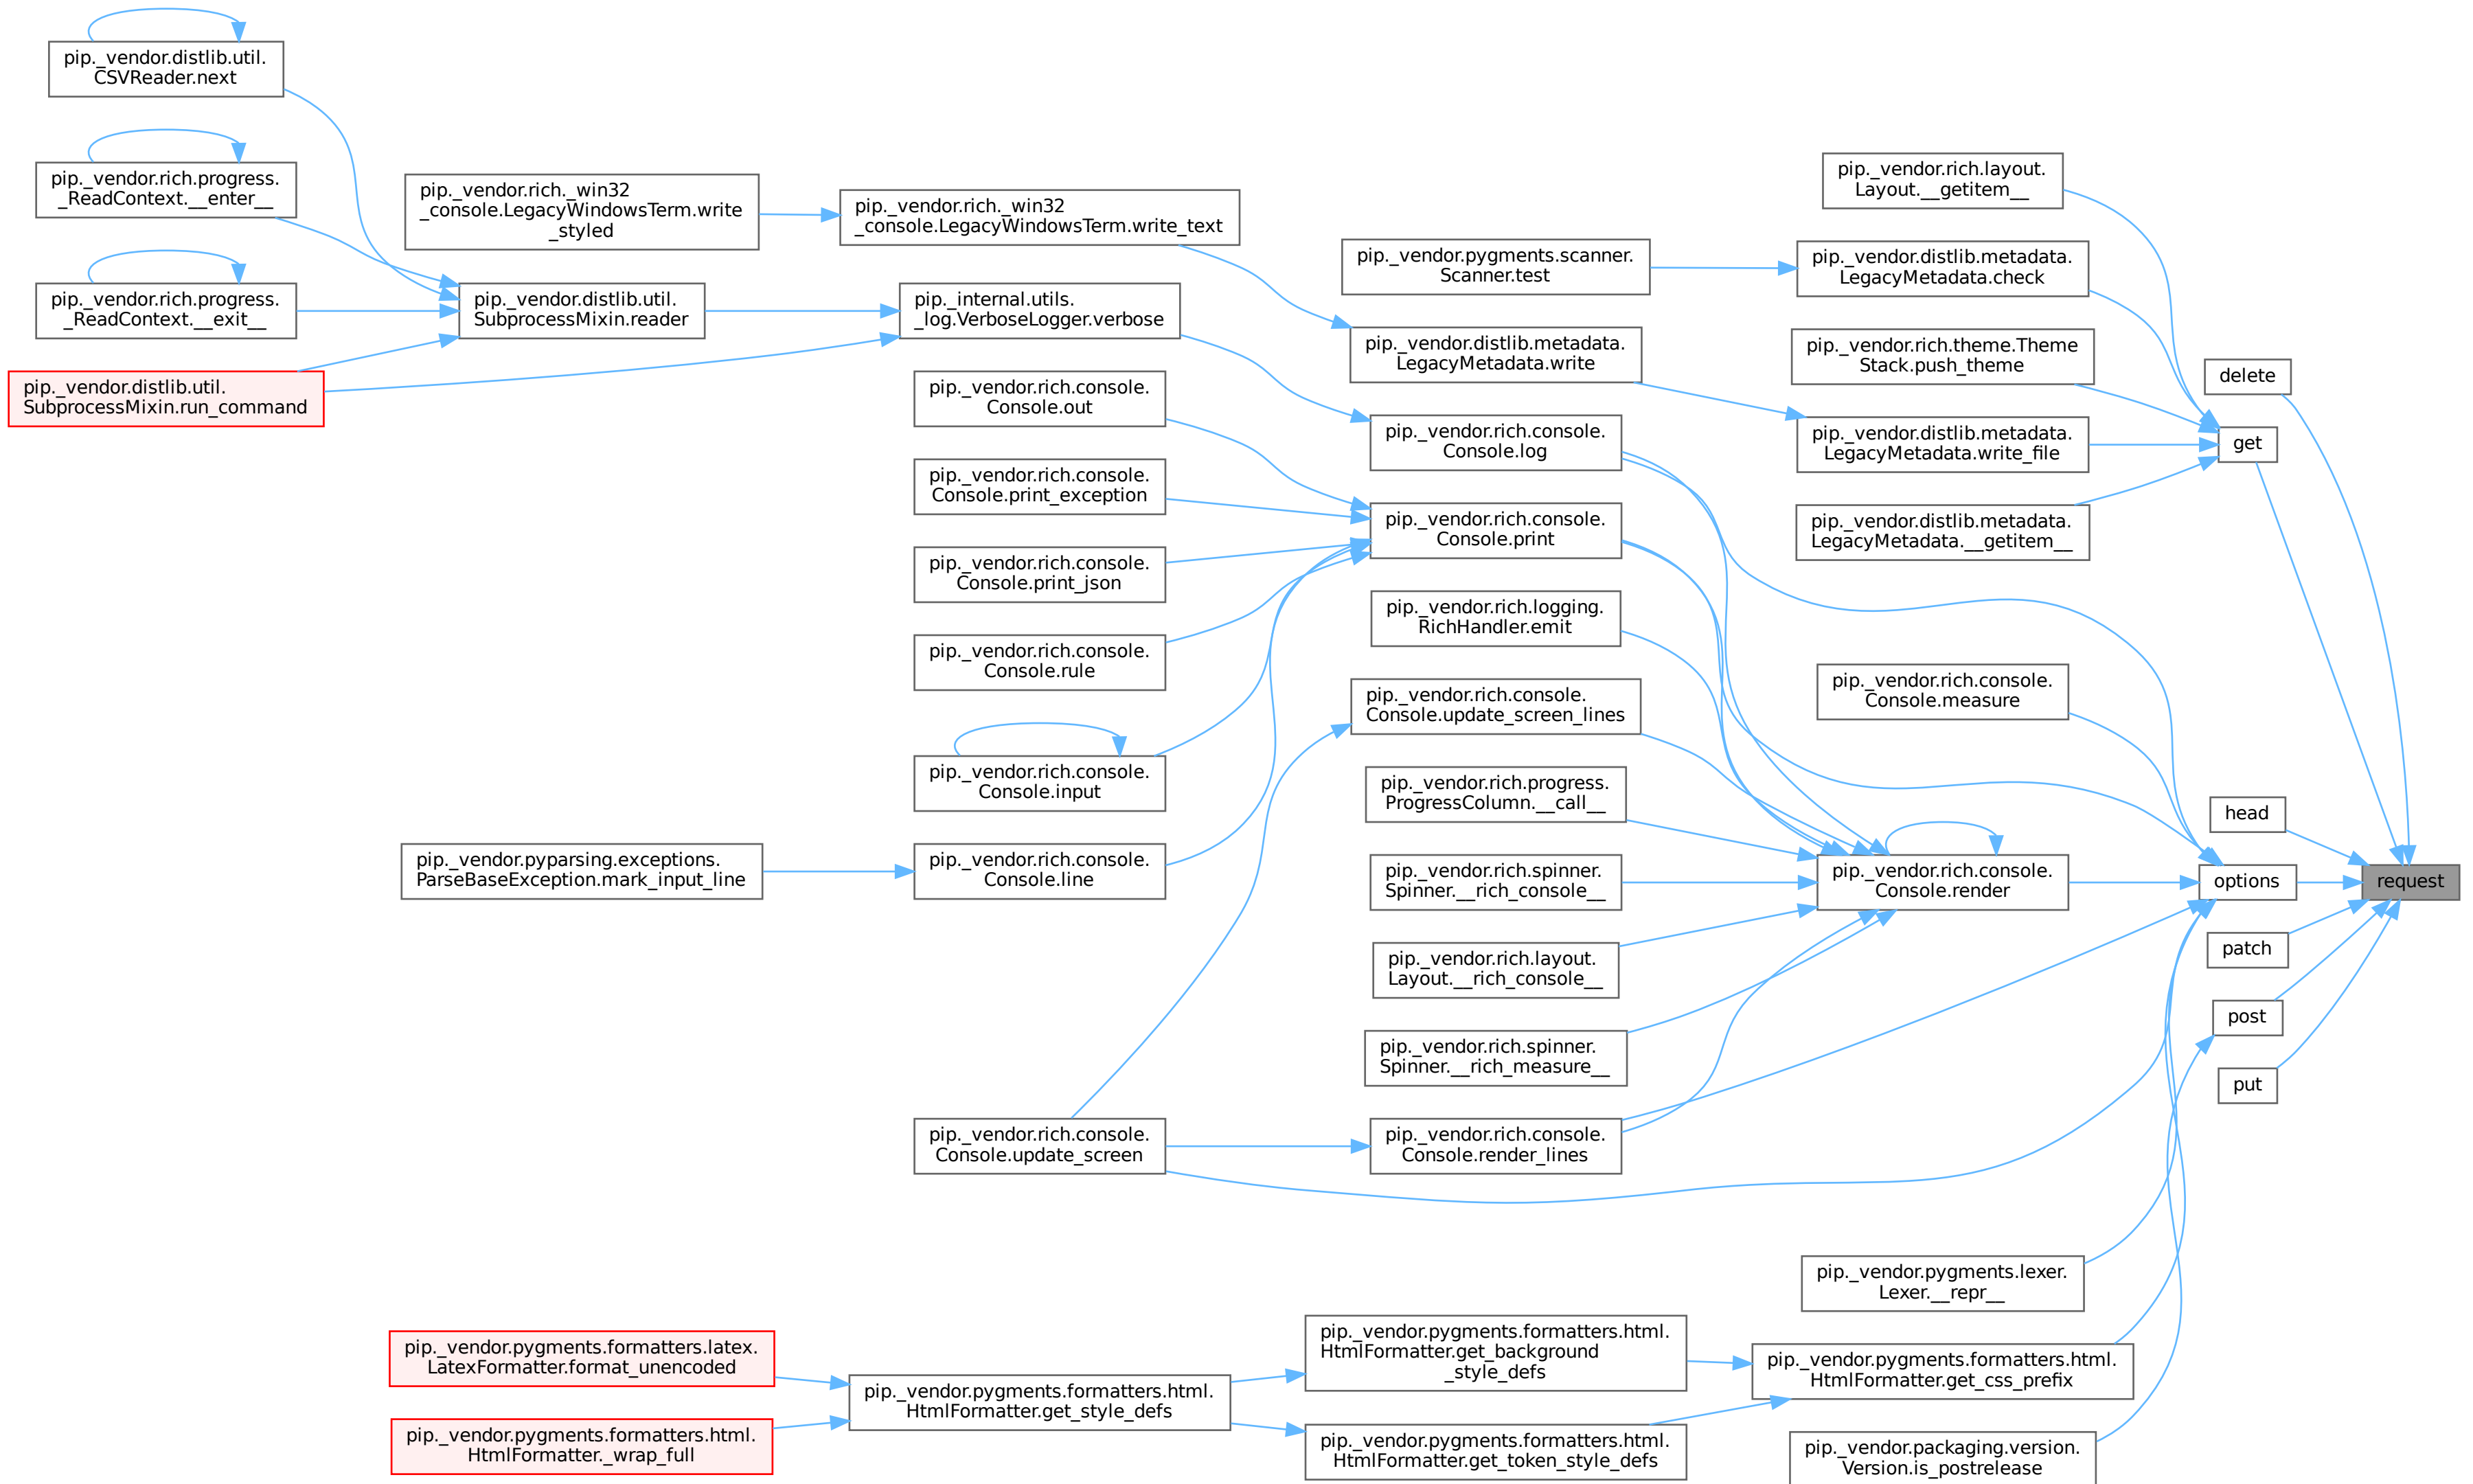 pip._vendor.distlib.util.
CSVReader.next
pip._vendor.rich.progress.
_ReadContext.__enter__
pip._vendor.rich.progress.
_ReadContext.__exit__
pip._vendor.distlib.util.
SubprocessMixin.run_command
pip._vendor.rich._win32
_console.LegacyWindowsTerm.write
_styled
pip._vendor.distlib.util.
SubprocessMixin.reader
pip._vendor.pyparsing.exceptions.
ParseBaseException.mark_input_line
pip._vendor.pygments.formatters.latex.
LatexFormatter.format_unencoded
pip._vendor.pygments.formatters.html.
HtmlFormatter._wrap_full
pip._vendor.rich._win32
_console.LegacyWindowsTerm.write_text
pip._internal.utils.
_log.VerboseLogger.verbose
pip._vendor.rich.console.
Console.out
pip._vendor.rich.console.
Console.print_exception
pip._vendor.rich.console.
Console.print_json
pip._vendor.rich.console.
Console.rule
pip._vendor.rich.console.
Console.input
pip._vendor.rich.console.
Console.line
pip._vendor.rich.console.
Console.update_screen
pip._vendor.pygments.formatters.html.
HtmlFormatter.get_style_defs
pip._vendor.pygments.scanner.
Scanner.test
pip._vendor.distlib.metadata.
LegacyMetadata.write
pip._vendor.rich.console.
Console.log
pip._vendor.rich.console.
Console.print
pip._vendor.rich.logging.
RichHandler.emit
pip._vendor.rich.console.
Console.update_screen_lines
pip._vendor.rich.progress.
ProgressColumn.__call__
pip._vendor.rich.spinner.
Spinner.__rich_console__
pip._vendor.rich.layout.
Layout.__rich_console__
pip._vendor.rich.spinner.
Spinner.__rich_measure__
pip._vendor.rich.console.
Console.render_lines
pip._vendor.pygments.formatters.html.
HtmlFormatter.get_background
_style_defs
pip._vendor.pygments.formatters.html.
HtmlFormatter.get_token_style_defs
pip._vendor.rich.layout.
Layout.__getitem__
pip._vendor.distlib.metadata.
LegacyMetadata.check
pip._vendor.rich.theme.Theme
Stack.push_theme
pip._vendor.distlib.metadata.
LegacyMetadata.write_file
pip._vendor.distlib.metadata.
LegacyMetadata.__getitem__
pip._vendor.rich.console.
Console.measure
pip._vendor.rich.console.
Console.render
pip._vendor.pygments.lexer.
Lexer.__repr__
pip._vendor.pygments.formatters.html.
HtmlFormatter.get_css_prefix
pip._vendor.packaging.version.
Version.is_postrelease
delete
get
head
options
patch
post
put
request